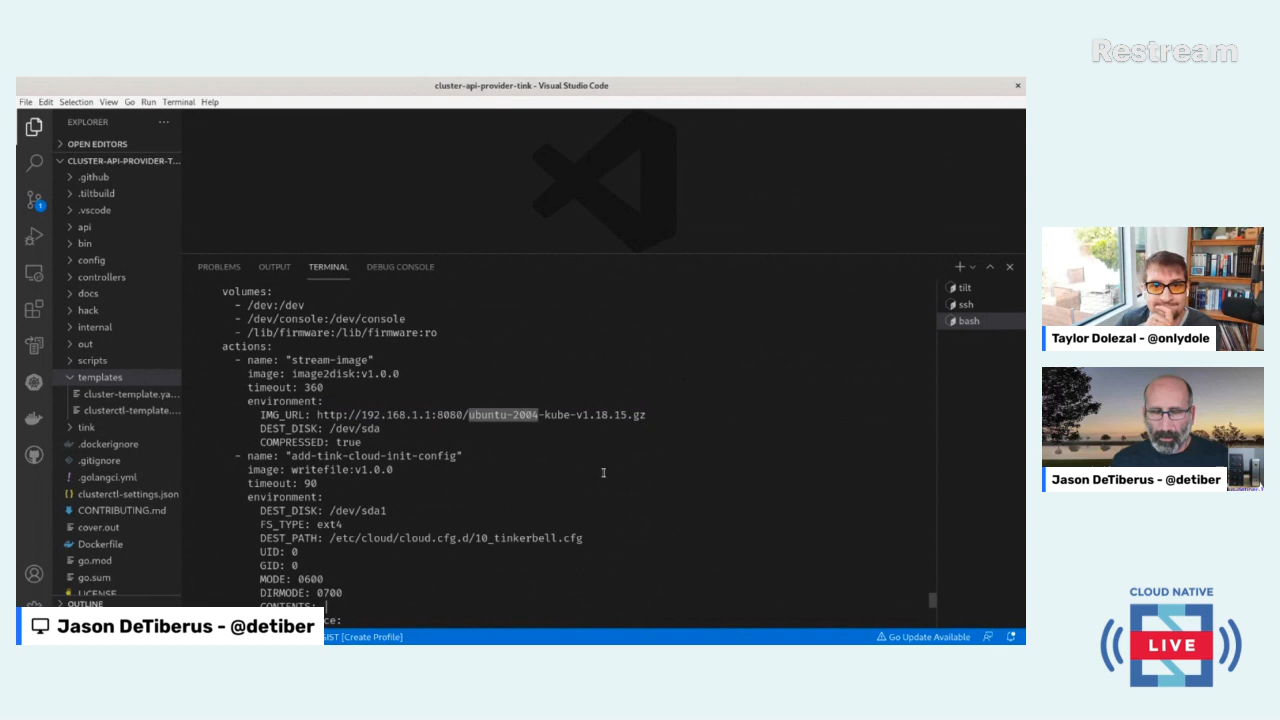 Restream
cluster-api-provider-tink - Visual Studio Code
File Edit Selection View Go Run Terminal Help
EXPLORER
OPEN EDITORS
CLUSTER-API-PROVIDER-T...
.github
.tiltbuild
.vscode
api
bin
config
controllers
docs
hack
internal
out
scripts
templates
cluster-template.ya...
clusterctl-template....
tink
.dockerignore
.gitignore
.golangci.yml
clusterctl-settings.json
CONTRIBUTING.md
cover.out
Dockerfile
go.mod
go.sum
LICENSE
OUTLINE
PROBLEMS OUTPUT TERMINAL DEBUG CONSOLE
tilt
ssh
bash
volumes:
- /dev:/dev
- /dev/console:/dev/console
- /lib/firmware:/lib/firmware:ro
actions:
- name: "stream-image"
image: image2disk:v1.0.0
timeout: 360
environment:
IMG_URL: http://192.168.1.1:8080/ubuntu-2004-kube-v1.18.15.gz
DEST_DISK: /dev/sda
COMPRESSED: true
- name: "add-tink-cloud-init-config"
image: writefile:v1.0.0
timeout: 90
environment:
DEST_DISK: /dev/sda1
FS_TYPE: ext4
DEST_PATH: /etc/cloud/cloud.cfg.d/10_tinkerbell.cfg
UID: 0
GID: 0
MODE: 0600
DIRMODE: 0700
CONTENTS: |
ce:
GIST [Create Profile]
Go Update Available
Jason DeTiberus - @detiber
Taylor Dolezal - @onlydole
Jason DeTiberus - @detiber
CLOUD NATIVE
LIVE